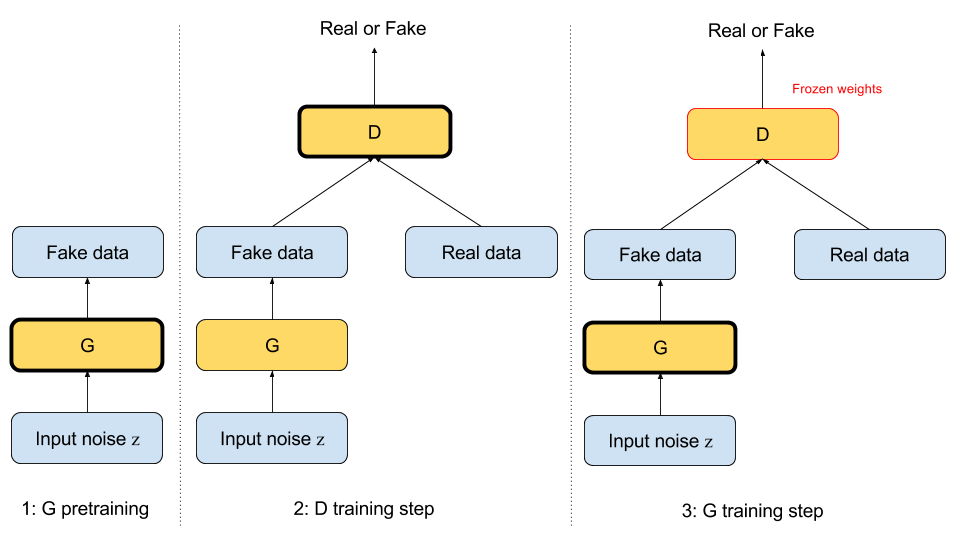 Fake data
G
Input noise z
1: G pretraining
Real or Fake
D
Fake data
Real data
G
Input noise z
2: D training step
Real or Fake
Frozen weights
D
Fake data
Real data
G
Input noise z
3: G training step